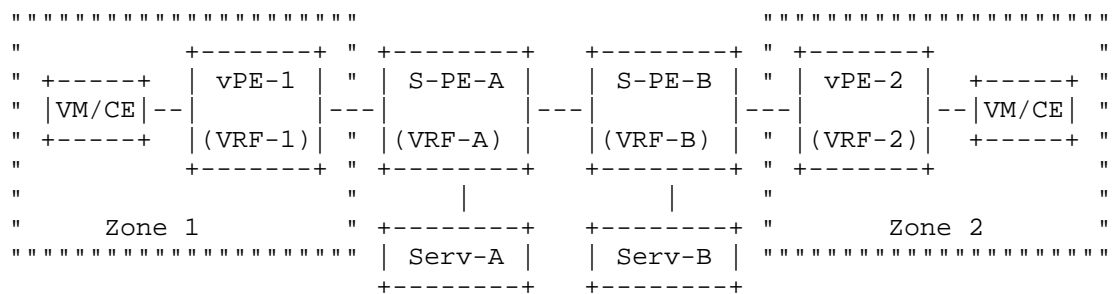 " " " " " " " " " " " " " " " " " " " " " "                          " " " " " " " " " " " " " " " " " " " " " "
"           +-------+ " +--------+   +--------+ " +-------+           "
" +-----+  | vPE-1 | " | S-PE-A |   | S-PE-B | " | vPE-2 |  +-----+ "
" |VM/CE|--|       |---|        |---|        |---|       |--|VM/CE| "
" +-----+  |(VRF-1)| " |(VRF-A) |   |(VRF-B) | " |(VRF-2)|  +-----+ "
"           +-------+ " +--------+   +--------+ " +-------+           "
"                     "      |            |      "                     "
"      Zone 1         " +--------+   +--------+ "        Zone 2       "
" " " " " " " " " " " " " " " " " " " " " " | Serv-A |   | Serv-B | " " " " " " " " " " " " " " " " " " " " " "
+--------+   +--------+